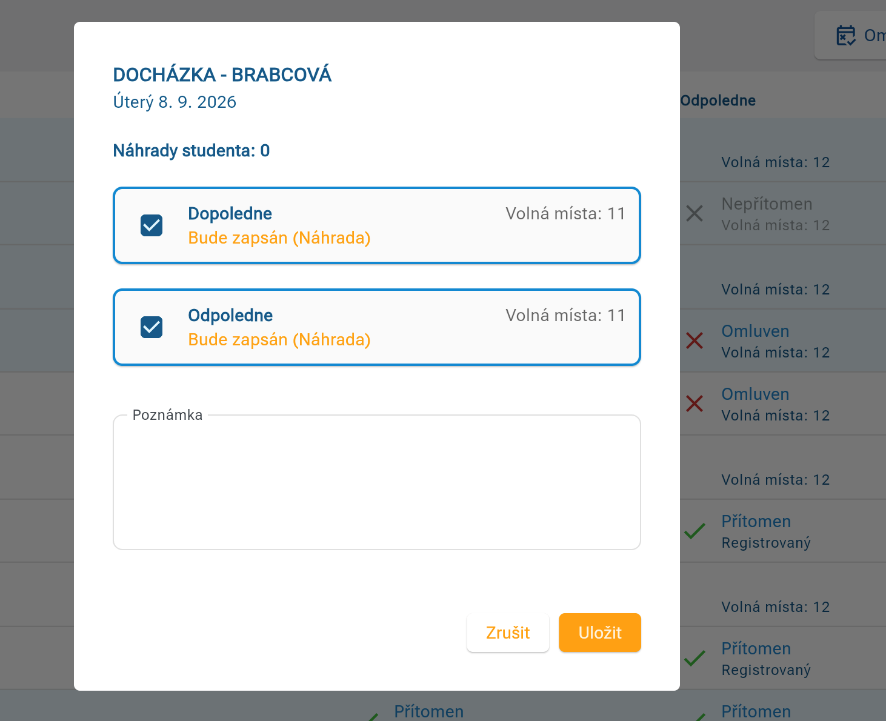 DOCHÁZKA - BRABCOVÁ
Úterý 8. 9. 2026
Náhrady studenta: 0
Dopoledne
Volná místa: 11
Bude zapsán (Náhrada)
Odpoledne
Volná místa: 11
Bude zapsán (Náhrada)
Poznámka
Zrušit
Uložit
Odpoledne
Volná místa: 12
Nepřítomen
Volná místa: 12
Volná místa: 12
Omluven
Volná místa: 12
Omluven
Volná místa: 12
Volná místa: 12
Přítomen
Registrovaný
Volná místa: 12
Přítomen
Registrovaný
Přítomen
Přítomen